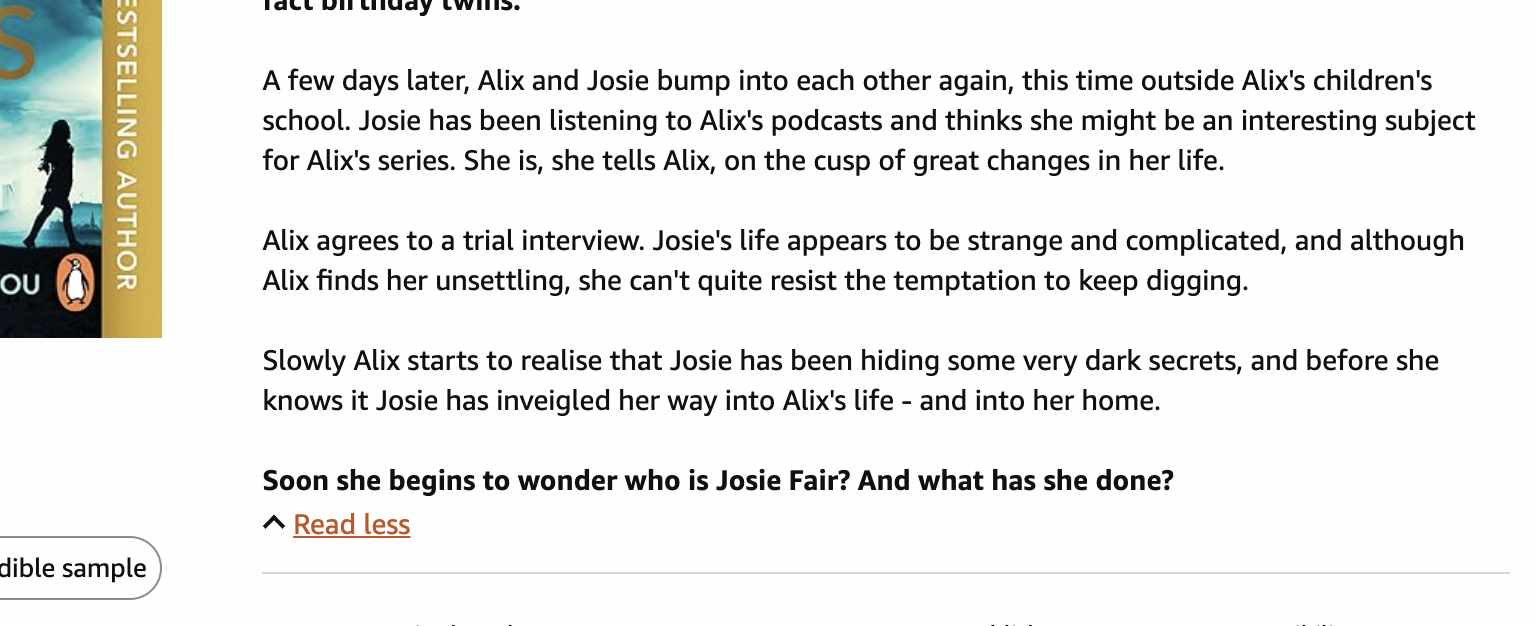 fact birthday twins.
A few days later, Alix and Josie bump into each other again, this time outside Alix's children's
school. Josie has been listening to Alix's podcasts and thinks she might be an interesting subject
for Alix's series. She is, she tells Alix, on the cusp of great changes in her life.
Alix agrees to a trial interview. Josie's life appears to be strange and complicated, and although
Alix finds her unsettling, she can't quite resist the temptation to keep digging.
Slowly Alix starts to realise that Josie has been hiding some very dark secrets, and before she
knows it Josie has inveigled her way into Alix's life - and into her home.
Soon she begins to wonder who is Josie Fair? And what has she done?
Read less
S
ESTSELLING AUTHOR
OU
dible sample